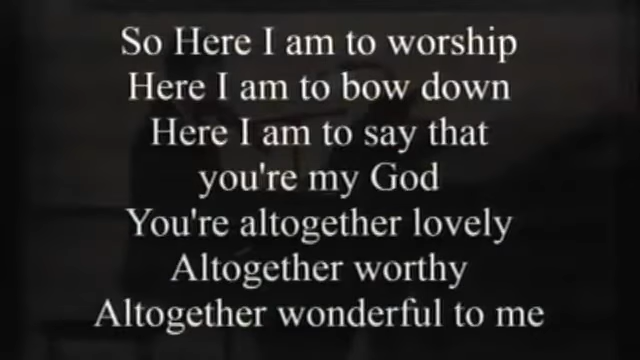 So Here I am to worship
Here I am to bow down
Here I am to say that
you're my God
You're altogether lovely
Altogether worthy
Altogether wonderful to me